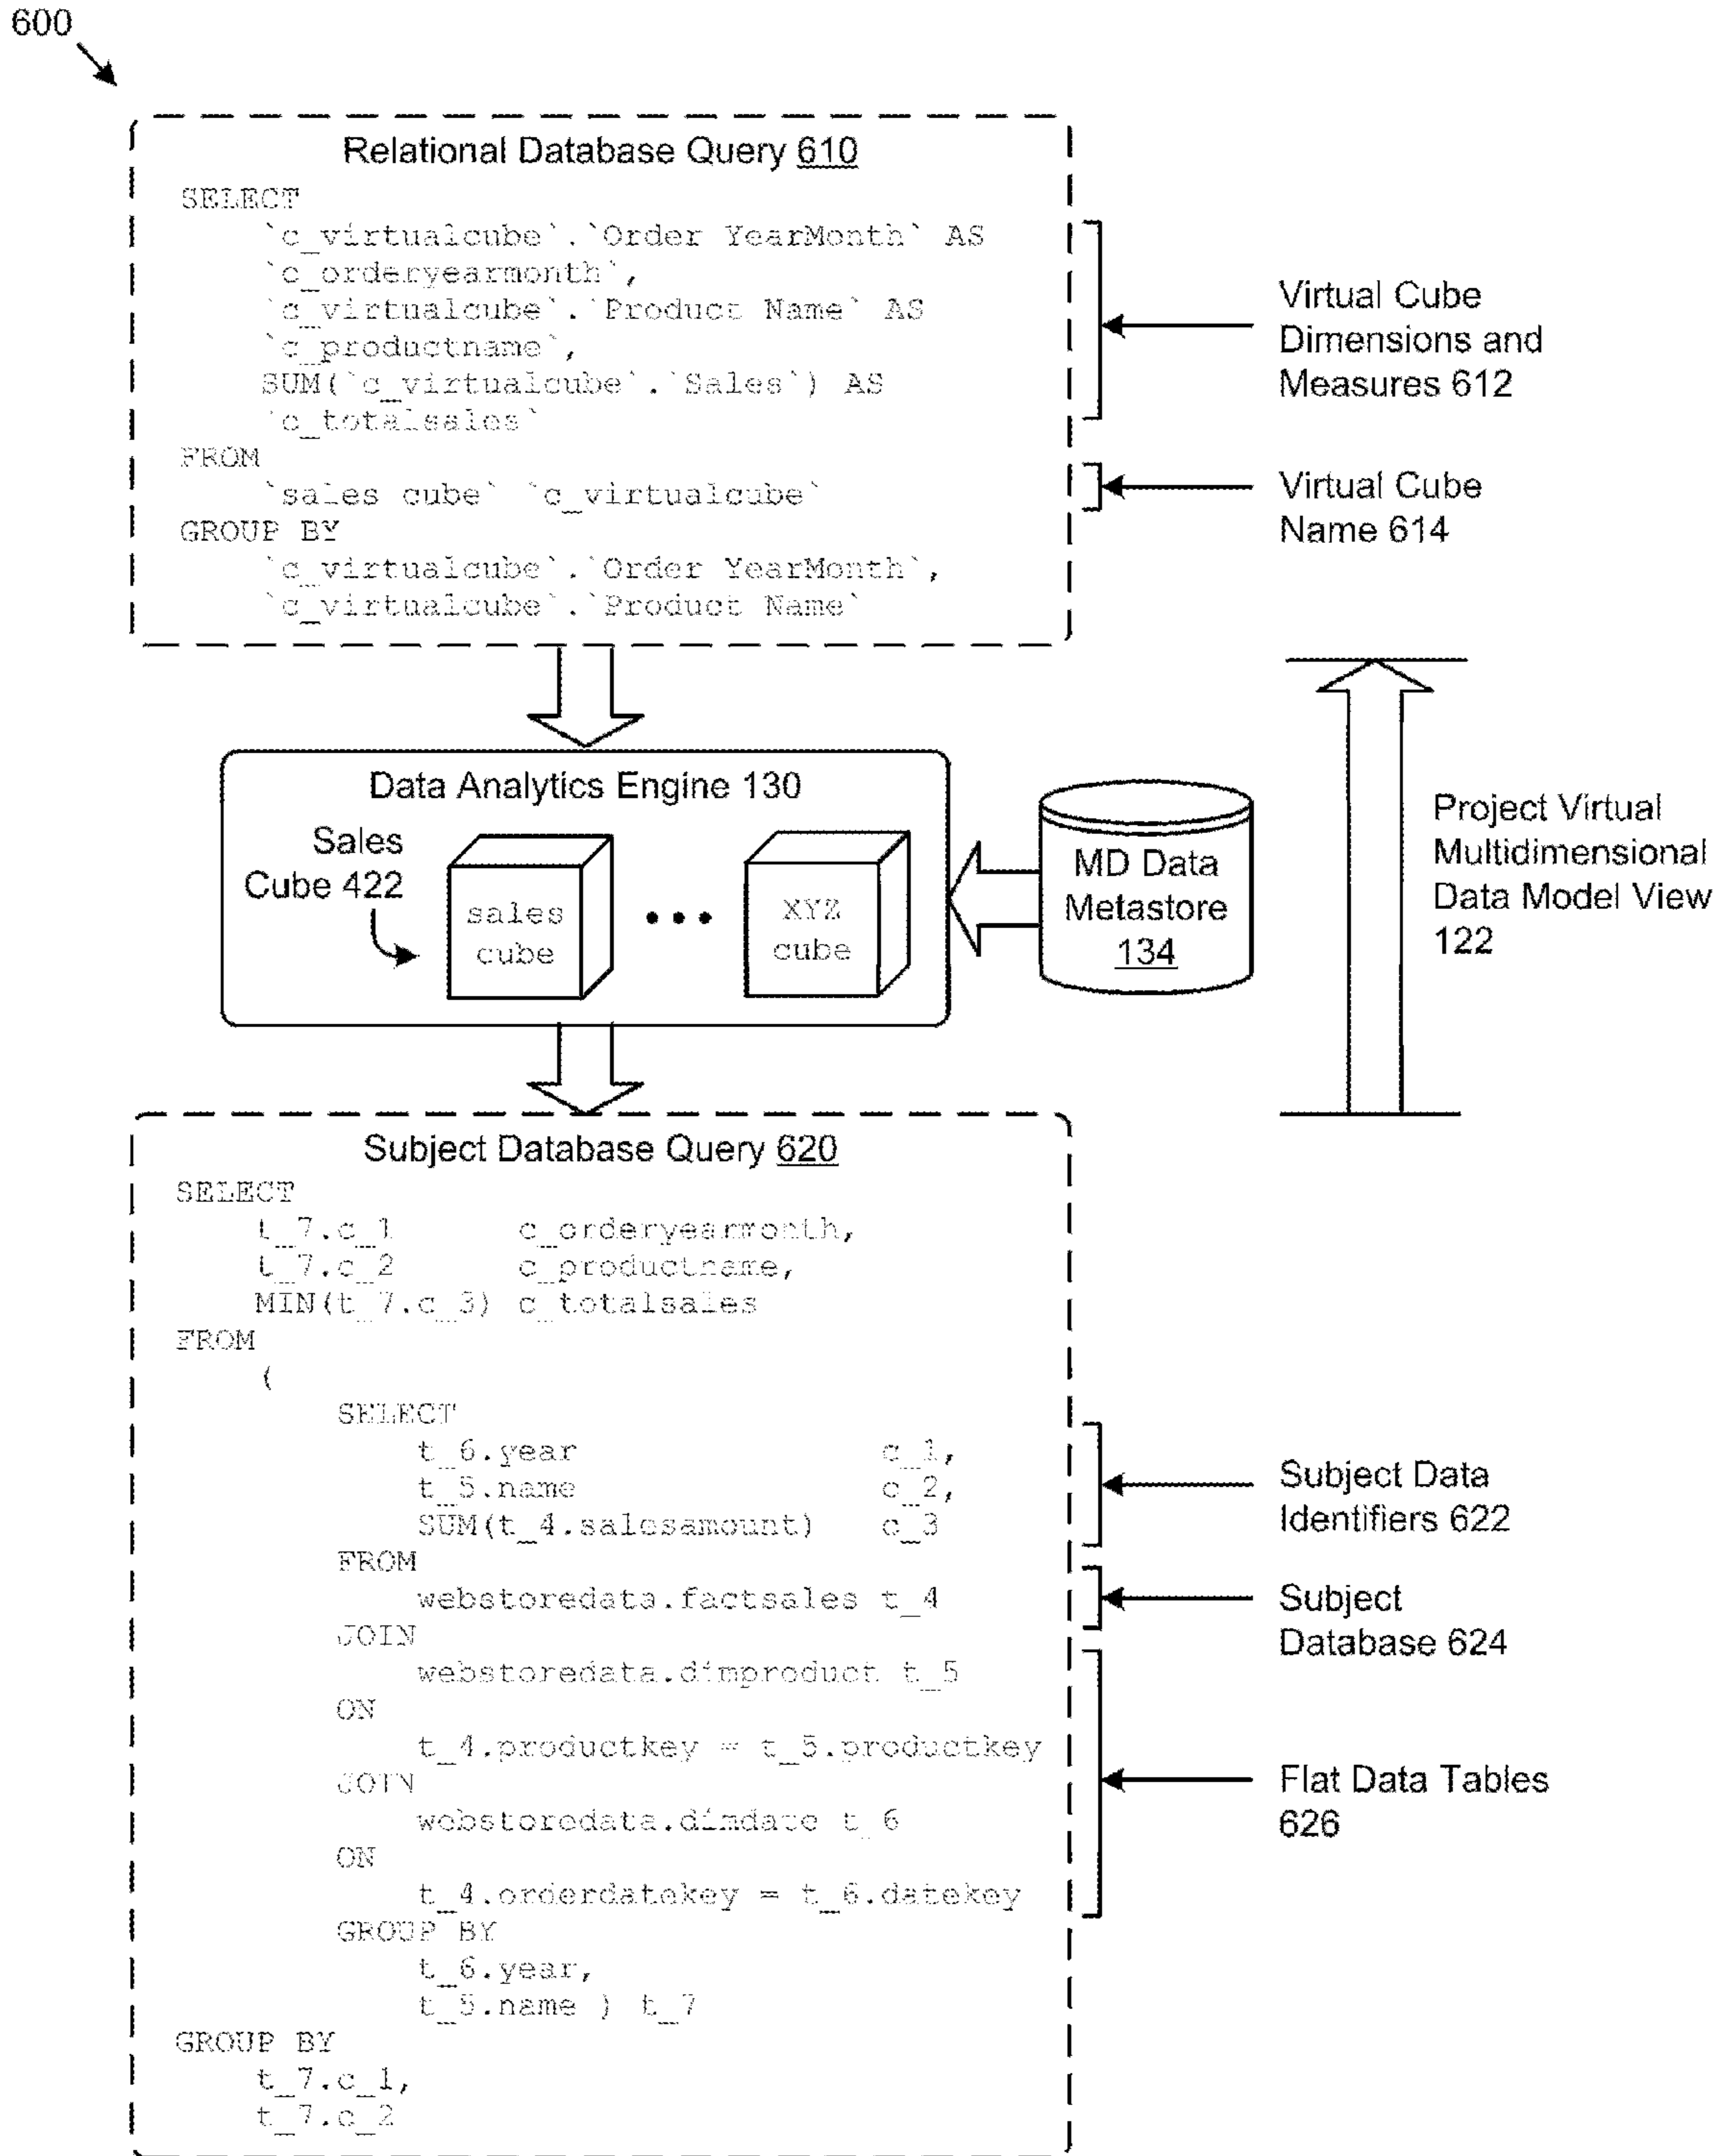 600
Relational Database Query 610
SELECT
`c_virtualcube`.`Order YearMonth` AS
`c_orderyearmonth`,
`c_virtualcube`.`Product Name` AS
`c_productname`,
SUM(`c_virtualcube`.`Sales`) AS
`c_totalsales`
FROM
`sales cube` `c_virtualcube`
GROUP BY
`c_virtualcube`.`Order YearMonth`,
`c_virtualcube`.`Product Name`
Virtual Cube
Dimensions and
Measures 612
Virtual Cube
Name 614
Data Analytics Engine 130
Sales
Cube 422
sales
cube
XYZ
cube
MD Data
Metastore
134
Project Virtual
Multidimensional
Data Model View
122
Subject Database Query 620
SELECT
t_7.c_1 c_orderyearmonth,
t_7.c_2 c_productname,
MIN(t_7.c_3) c_totalsales
FROM
(
SELECT
t_6.year c_1,
t_5.name c_2,
SUM(t_4.salesamount) c_3
FROM
webstoredata.factsales t_4
JOIN
webstoredata.dimproduct t_5
ON
t_4.productkey = t_5.productkey
JOIN
webstoredata.dimdate t_6
ON
t_4.orderdatekey = t_6.datekey
GROUP BY
t_6.year,
t_5.name ) t_7
GROUP BY
t_7.c_1,
t_7.c_2
Subject Data
Identifiers 622
Subject
Database 624
Flat Data Tables
626